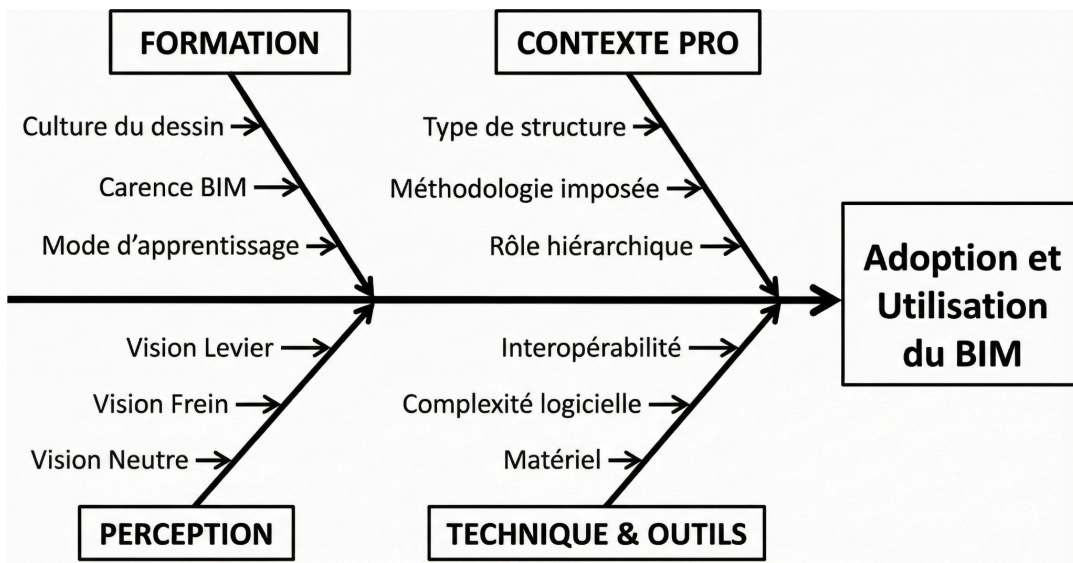 FORMATION
CONTEXTE PRO
Culture du dessin
Type de structure
Carence BIM
Méthodologie imposée
Mode d’apprentissage
Rôle hiérarchique
Adoption et
Utilisation
du BIM
Vision Levier
Interopérabilité
Vision Frein
Complexité logicielle
Vision Neutre
Matériel
PERCEPTION
TECHNIQUE & OUTILS